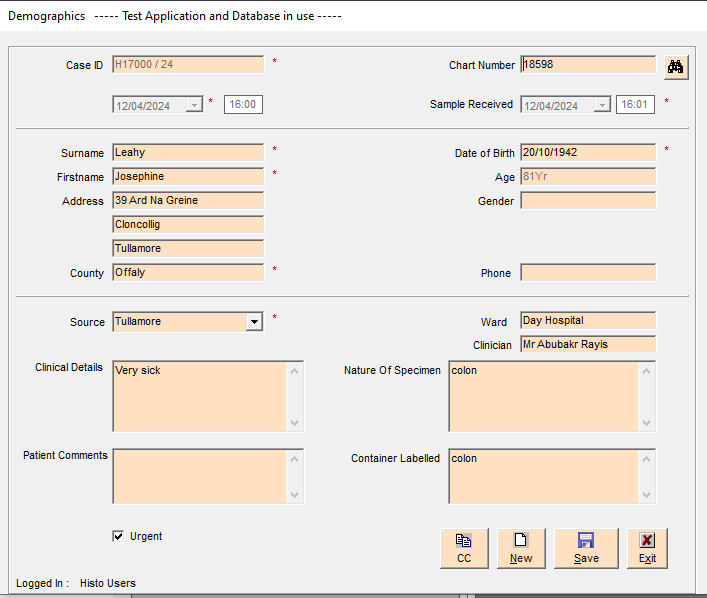 Demographics ----- Test Application and Database in use -----
Case ID H17000 / 24 * Chart Number 18598
12/04/2024 * 16:00 Sample Received 12/04/2024 16:01 *
Surname Leahy * Date of Birth 20/10/1942 *
Firstname Josephine * Age 81Yr
Address 39 Ard Na Greine Gender
Cloncollig
Tullamore
County Offaly * Phone
Source Tullamore * Ward Day Hospital
Clinician Mr Abubakr Rayis
Clinical Details Very sick Nature Of Specimen colon
Patient Comments Container Labelled colon
Urgent
CC New Save Exit
Logged In : Histo Users